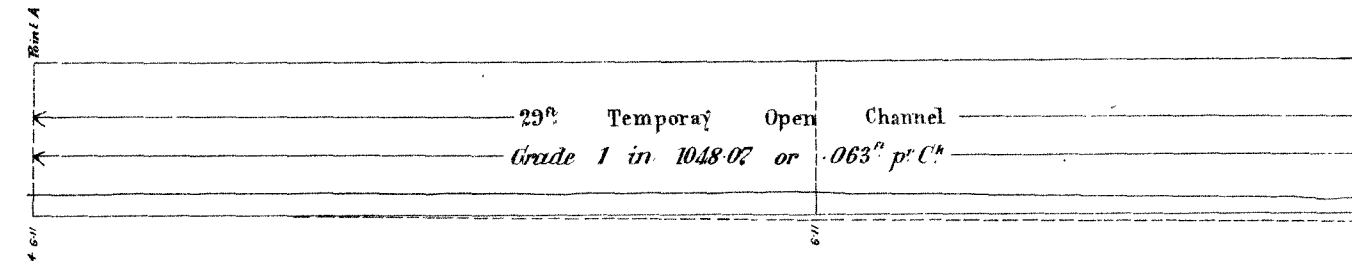 Point A
29ft Temporay Open Channel
Grade 1 in 1048·07 or ·063ft pr Ch
6·11
6·11